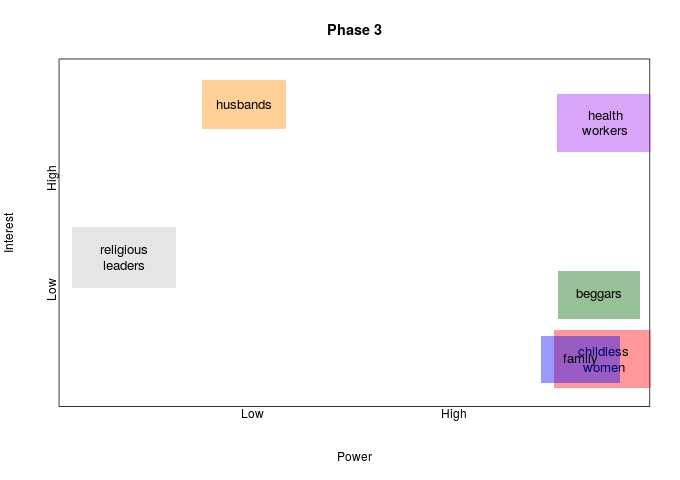 Phase 3
husbands
health
workers
High
Interest
religious
leaders
Low
beggars
childless
family
women
Low
High
Power